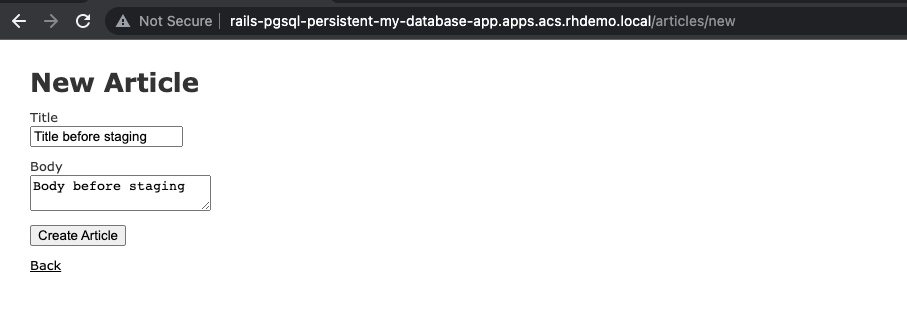 Not Secure rails-pgsql-persistent-my-database-app.apps.acs.rhdemo.local/articles/new
New Article
Title
Title before staging
Body
Body before staging
Create Article
Back